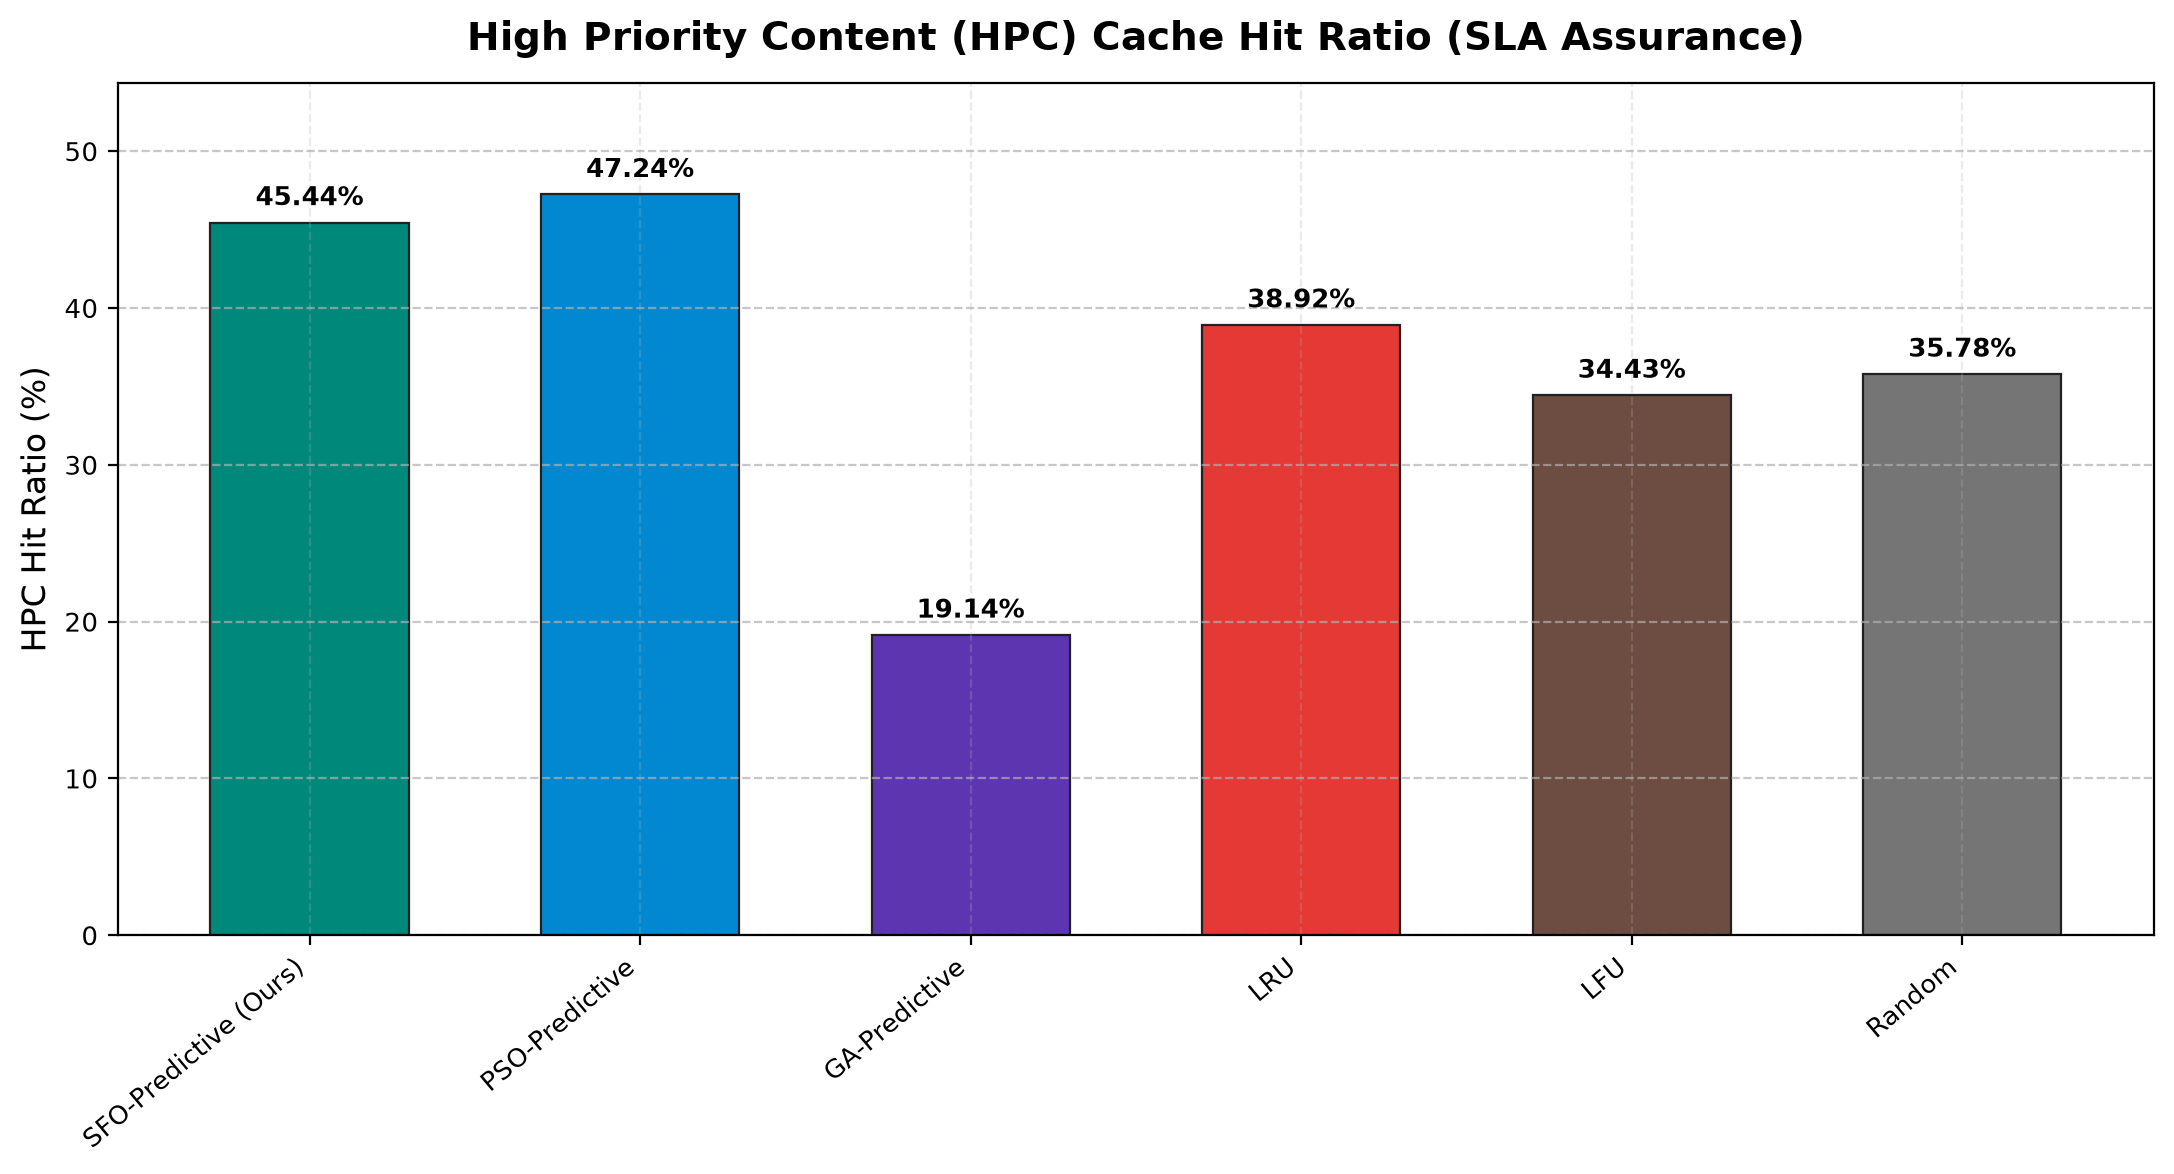 High Priority Content (HPC) Cache Hit Ratio (SLA Assurance)
HPC Hit Ratio (%)
50
40
30
20
10
0
45.44%
47.24%
19.14%
38.92%
34.43%
35.78%
SFO-Predictive (Ours)
PSO-Predictive
GA-Predictive
LRU
LFU
Random